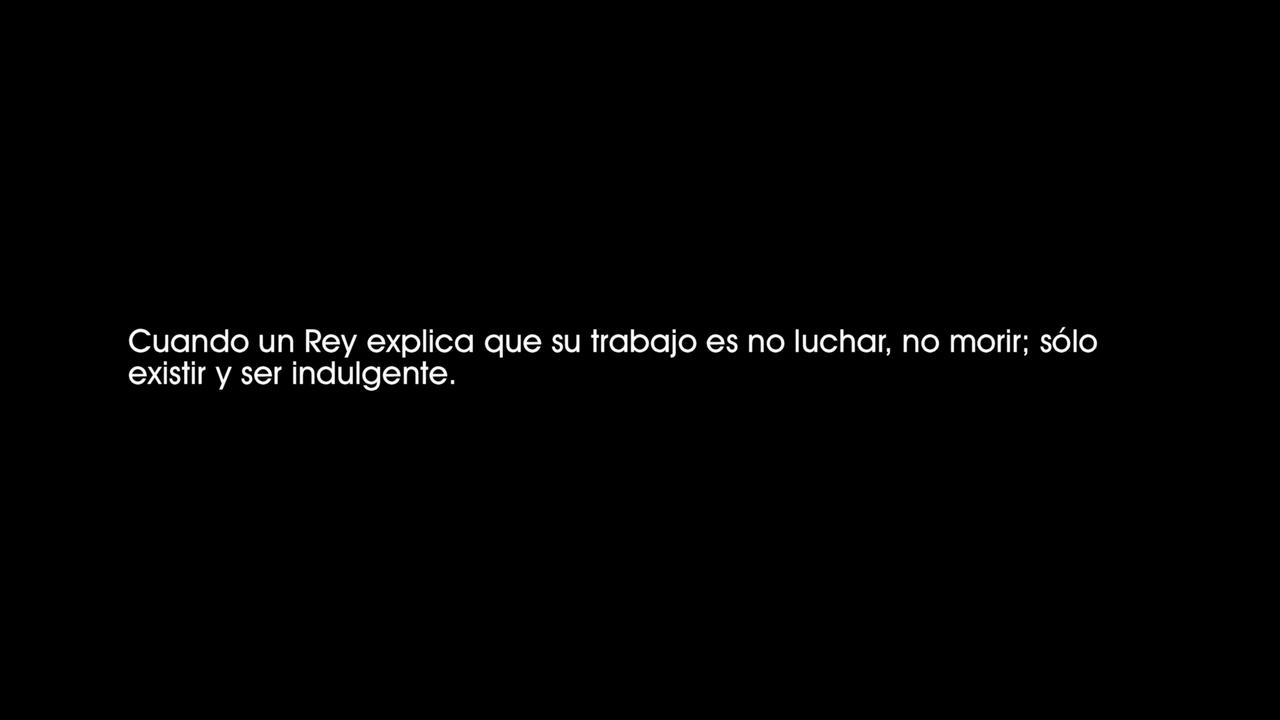 Cuando un Rey explica que su trabajo es no luchar, no morir; sólo
existir y ser indulgente.